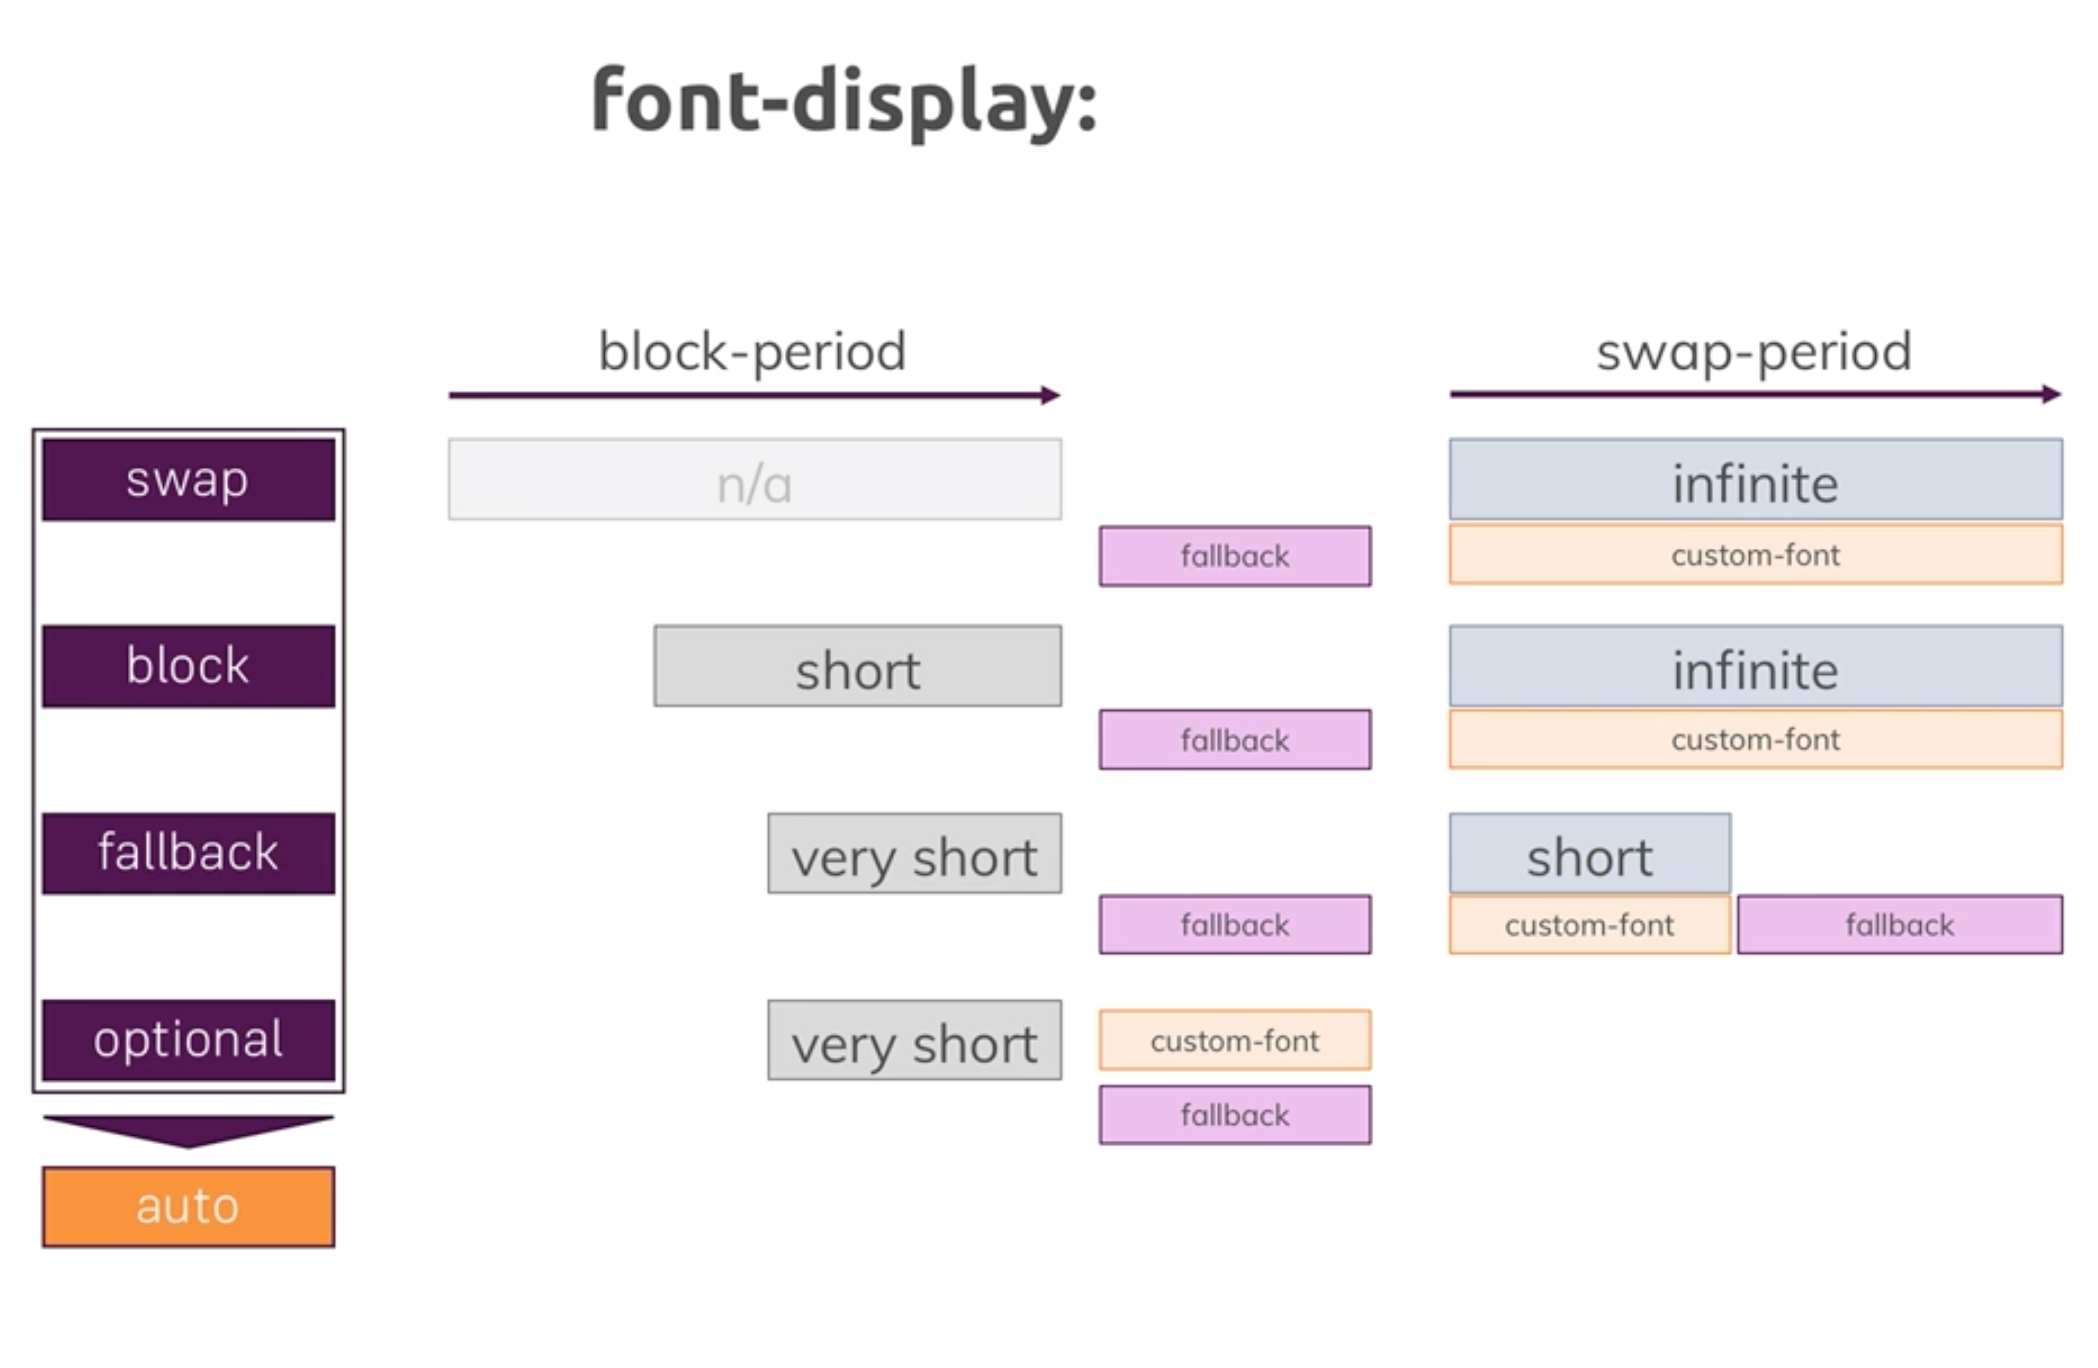 font-display:
block-period
swap-period
swap
n/a
infinite
fallback
custom-font
block
short
infinite
fallback
custom-font
fallback
very short
short
fallback
custom-font
fallback
optional
very short
custom-font
fallback
auto